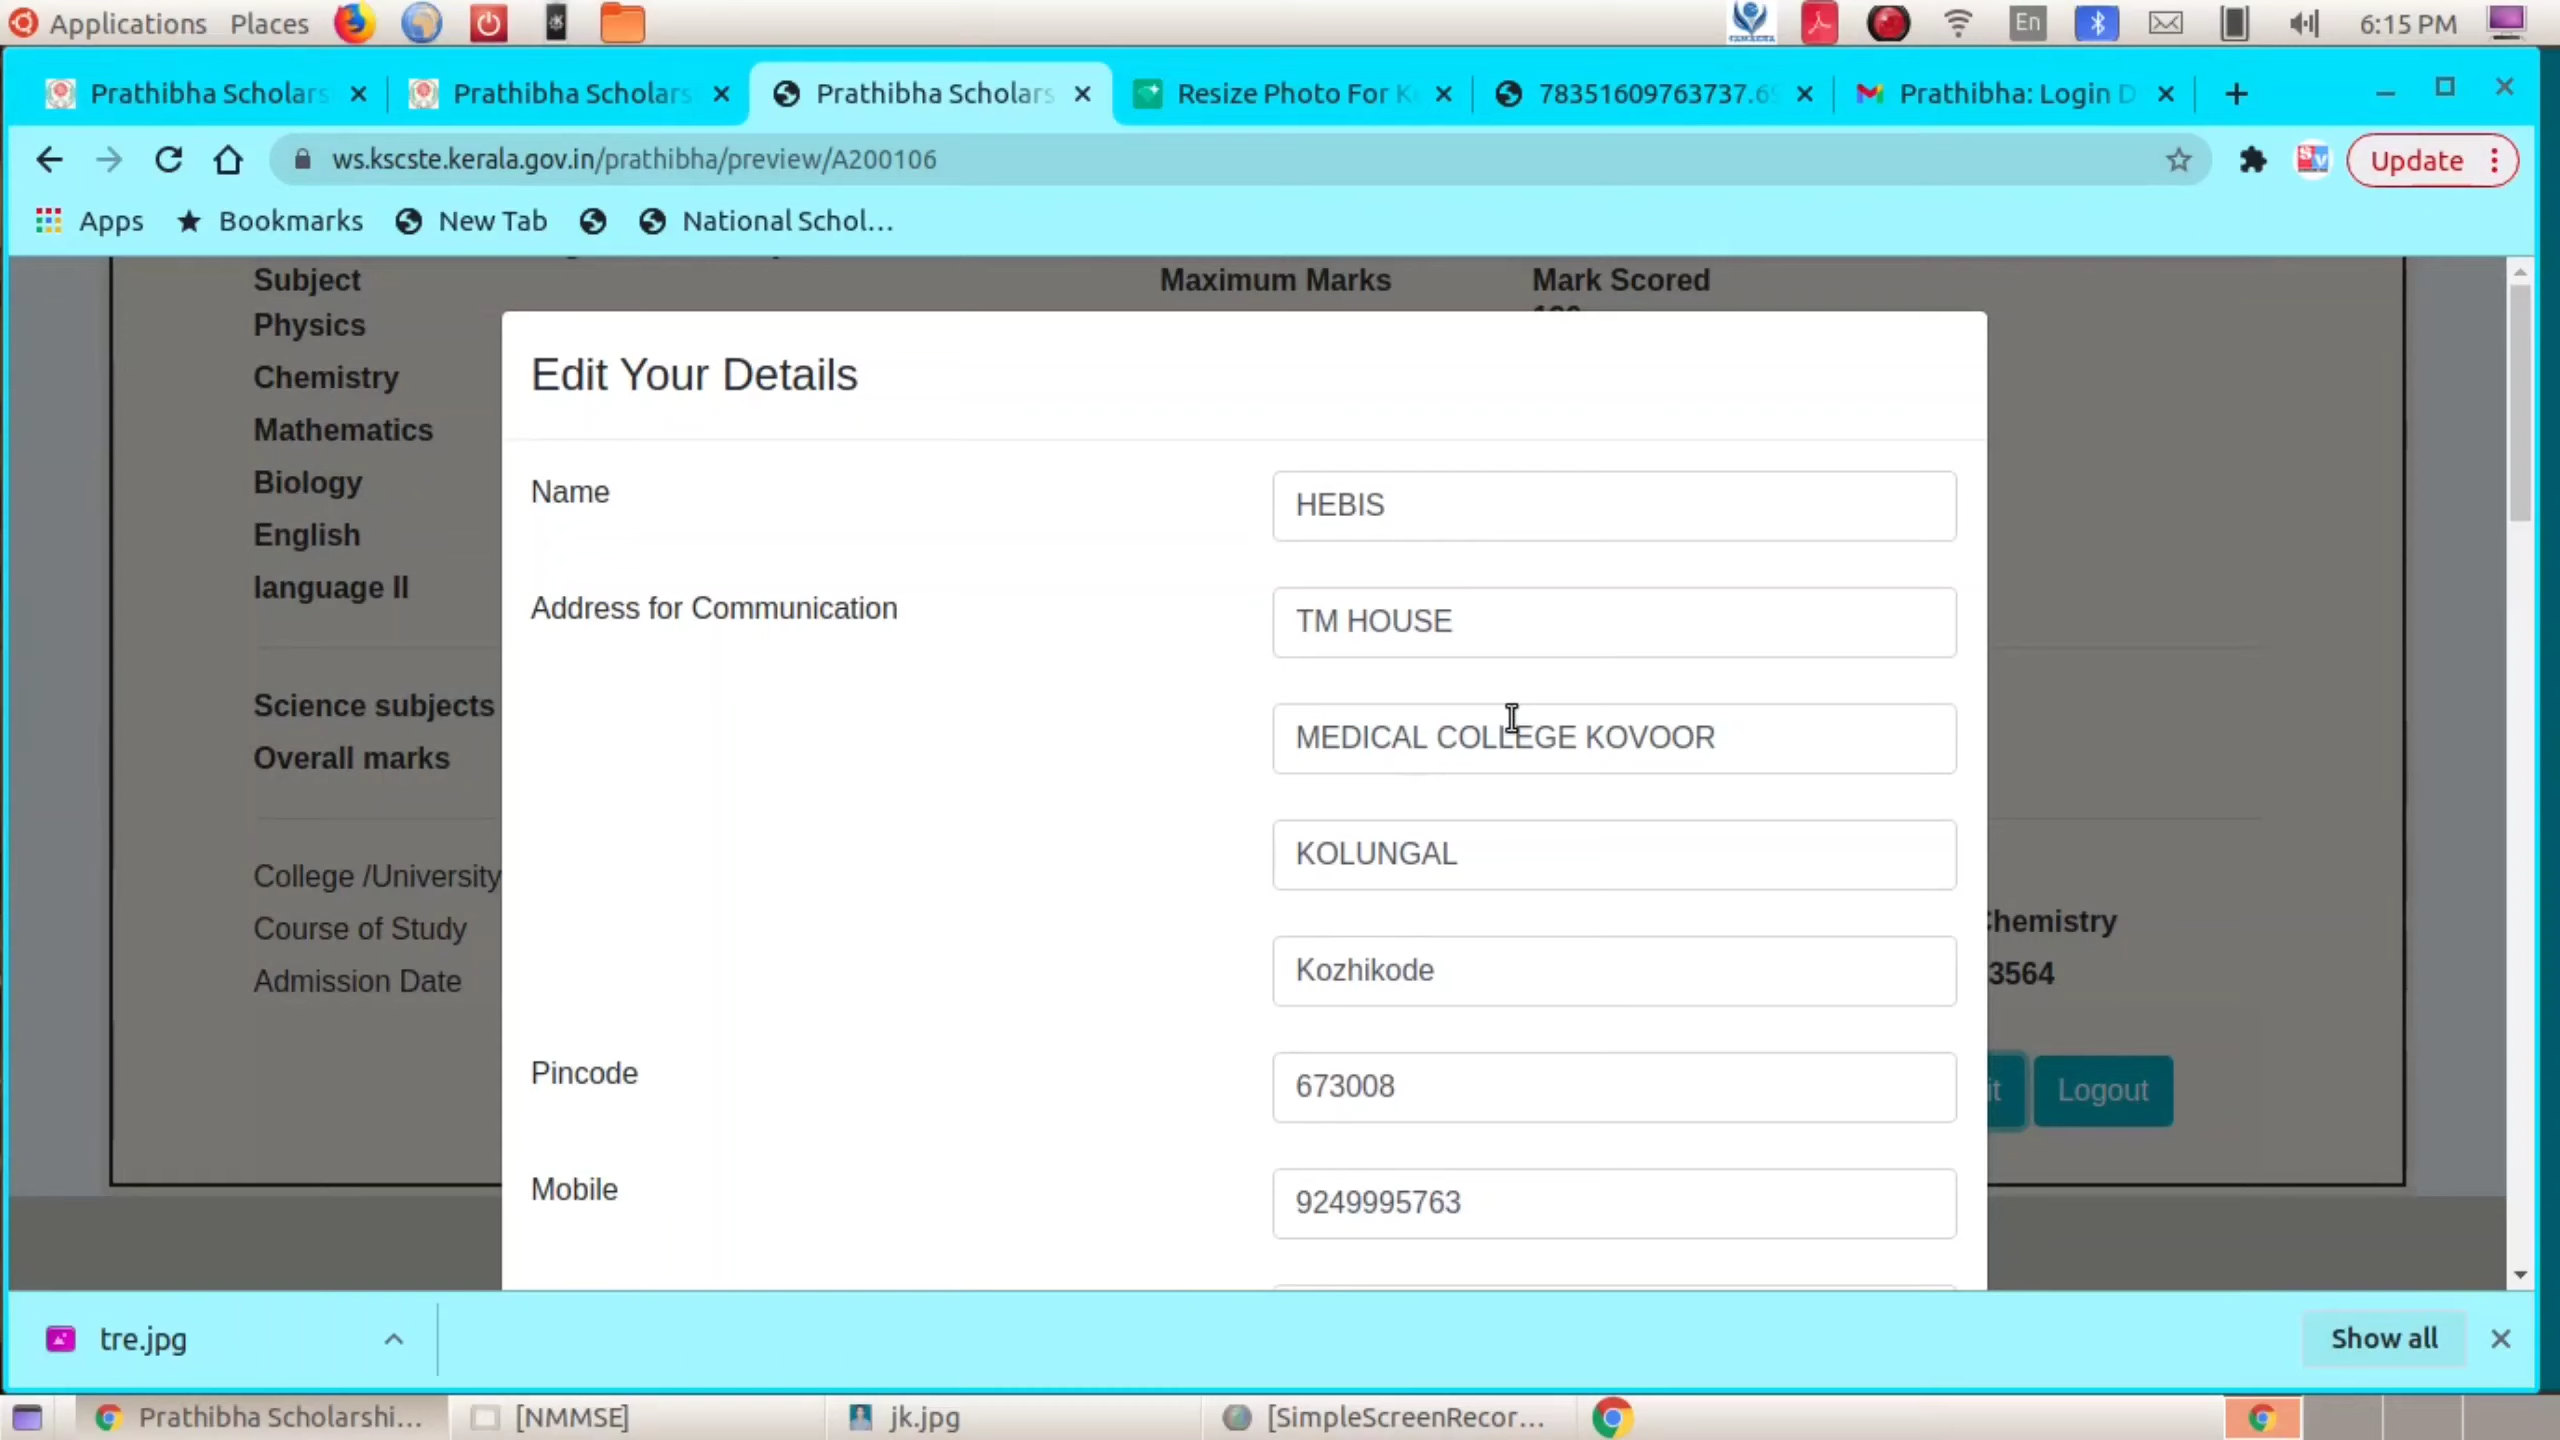 Applications Places En 6:15 PM
Prathibha Scholars Prathibha Scholars Prathibha Scholars Resize Photo For K 78351609763737.6 Prathibha: Login D
ws.kscste.kerala.gov.in/prathibha/preview/A200106 Update
Apps Bookmarks New Tab National Schol...
Subject Maximum Marks Mark Scored
Physics
Edit Your Details
Chemistry
Mathematics
Biology
Name HEBIS
English
language II
Address for Communication TM HOUSE
Science subjects
MEDICAL COLLEGE KOVOOR
Overall marks
KOLUNGAL
College /University
Course of Study Chemistry
Kozhikode
Admission Date 3564
Pincode 673008
it Logout
Mobile 9249995763
tre.jpg Show all
Prathibha Scholarshi... [NMMSE] jk.jpg [SimpleScreenRecor...